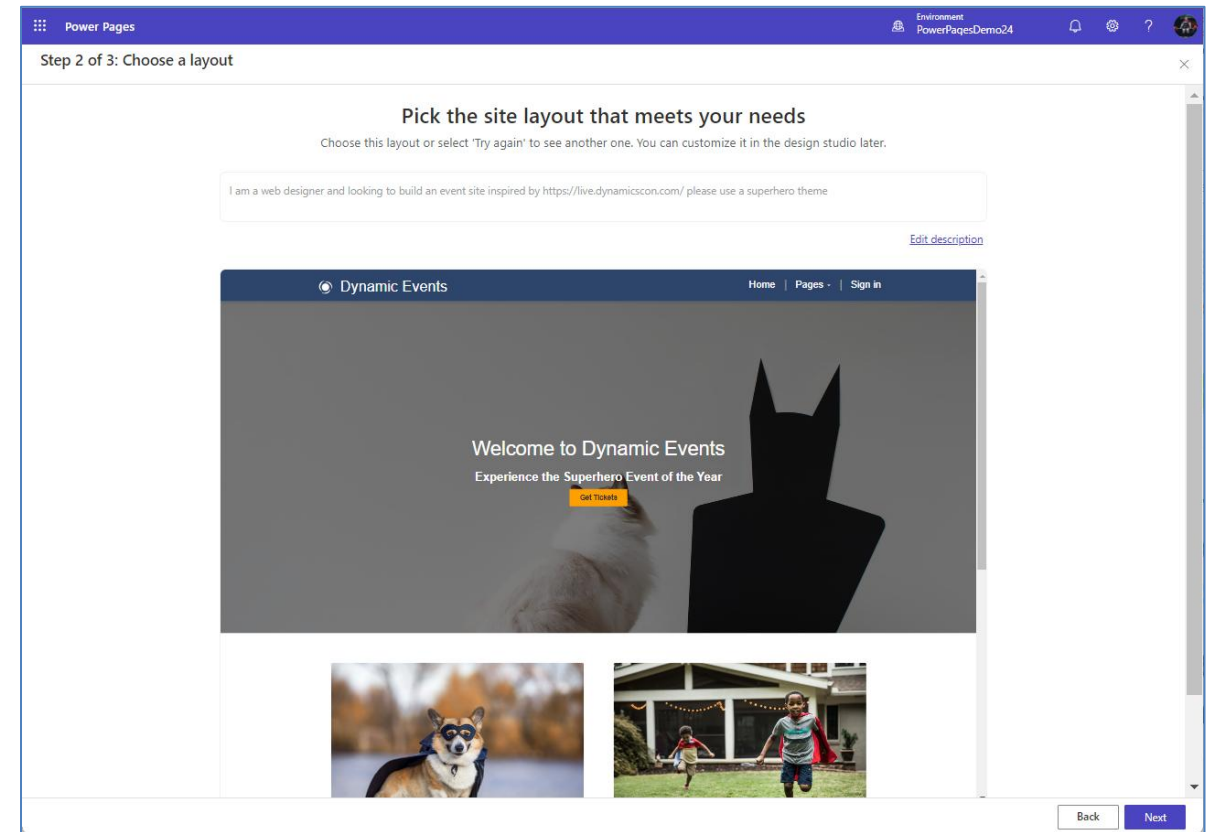 Power Pages
Environment
PowerPagesDemo24
?
Step 2 of 3: Choose a layout
Pick the site layout that meets your needs
Choose this layout or select 'Try again' to see another one. You can customize it in the design studio later.
I am a web designer and looking to build an event site inspired by https://live.dynamicscon.com/ please use a superhero theme
Edit description
Dynamic Events
Home | Pages - | Sign in
Welcome to Dynamic Events
Experience the Superhero Event of the Year
Get Tickets
Back
Next